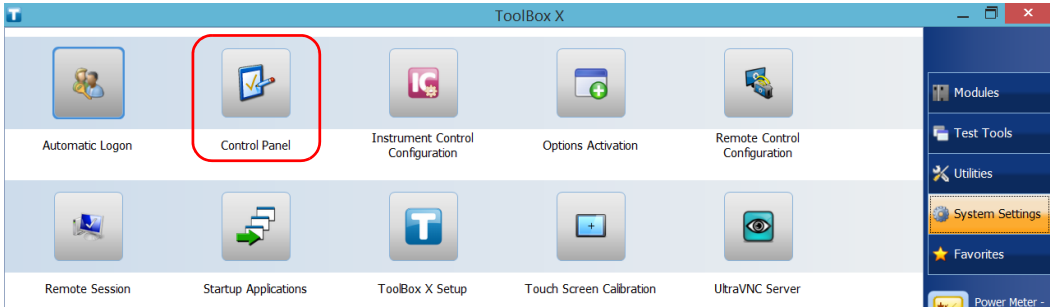 T
ToolBox X
IC
T
Automatic Logon
Control Panel
Instrument Control
Configuration
Options Activation
Remote Control
Configuration
Remote Session
Startup Applications
ToolBox X Setup
Touch Screen Calibration
UltraVNC Server
Modules
Test Tools
Utilities
System Settings
Favorites
Power Meter -